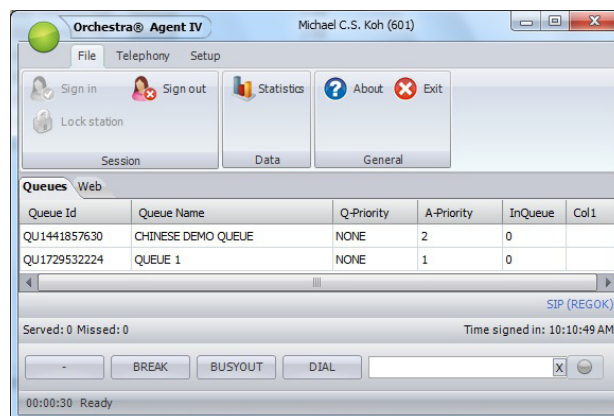 Orchestra® Agent IV Michael C.S. Koh (601)
File Telephony Setup
Sign in Sign out Statistics About Exit
Lock station
Session Data General
Queues Web
Queue Id Queue Name Q-Priority A-Priority InQueue Col1
QU1441857630 CHINESE DEMO QUEUE NONE 2 0
QU1729532224 QUEUE 1 NONE 1 0
SIP (REGOK)
Served: 0 Missed: 0 Time signed in: 10:10:49 AM
- BREAK BUSYOUT DIAL X
00:00:30 Ready